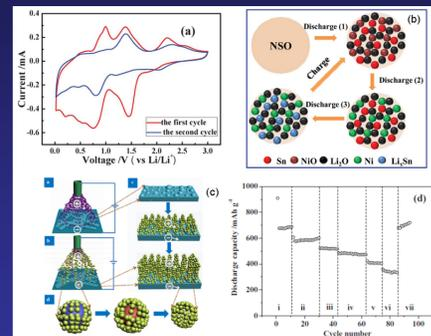 (a)
Current /mA
0.4
0.2
0.0
-0.2
-0.4
-0.6
the first cycle
the second cycle
0.0 0.5 1.0 1.5 2.0 2.5 3.0
Voltage /V ( vs Li/Li⁺)
(b)
NSO
Discharge (1)
Charge
Discharge (2)
Discharge (3)
Sn NiO Li₂O Ni LiₓSn
(c)
a
b
c
d
(d)
Discharge capacity /mAh g⁻¹
1000
800
600
400
200
0
i ii iii iv v vi vii
0 20 40 60 80 100
Cycle number